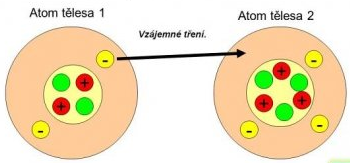 Atom tělesa 1
Atom tělesa 2
Vzájemné tření.
- + + -
- + + + - -